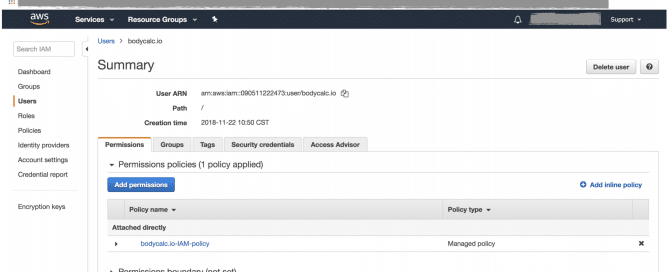 aws Services Resource Groups Support
Search IAM
Dashboard
Groups
Users
Roles
Policies
Identity providers
Account settings
Credential report
Encryption keys
Users > bodycalc.io
Summary
Delete user
User ARN arn:aws:iam::090511222473:user/bodycalc.io
Path /
Creation time 2018-11-22 10:50 CST
Permissions Groups Tags Security credentials Access Advisor
Permissions policies (1 policy applied)
Add permissions Add inline policy
Policy name Policy type
Attached directly
bodycalc.io-IAM-policy Managed policy
Permissions boundary (not set)